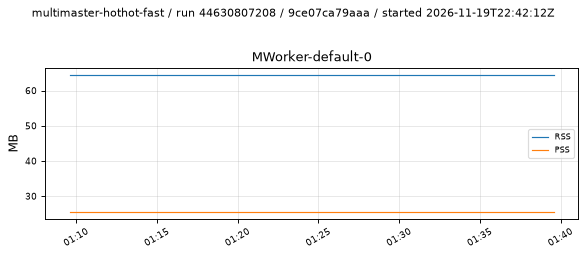 multimaster-hothot-fast / run 44630807208 / 9ce07ca79aaa / started 2026-11-19T22:42:12Z
MWorker-default-0
MB
60
50
40
30
RSS
PSS
01:10
01:15
01:20
01:25
01:30
01:35
01:40